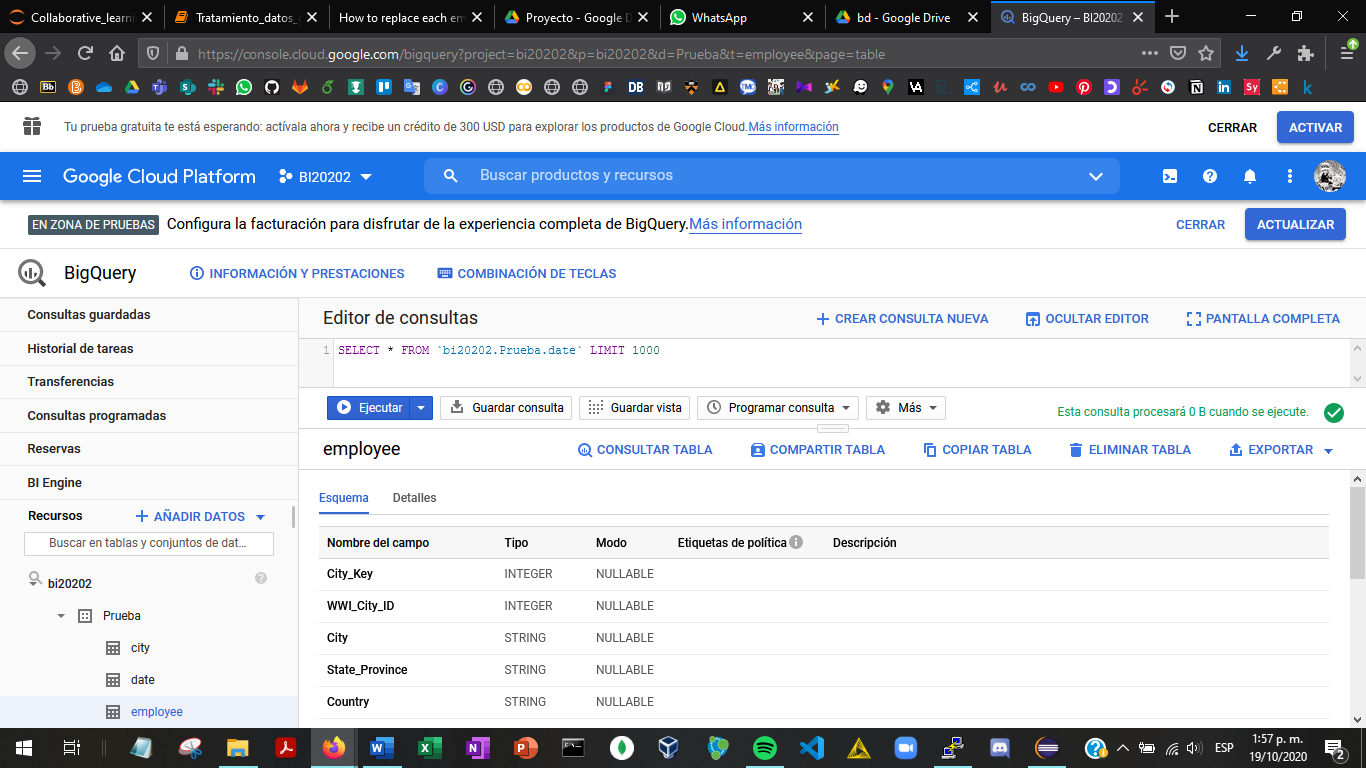 Collaborative_learni
Tratamiento_datos_
How to replace each em
Proyecto - Google D
WhatsApp
bd - Google Drive
BigQuery – BI20202
https://console.cloud.google.com/bigquery?project=bi20202&p=bi20202&d=Prueba&t=employee&page=table
Tu prueba gratuita te está esperando: actívala ahora y recibe un crédito de 300 USD para explorar los productos de Google Cloud. Más información
CERRAR
ACTIVAR
Google Cloud Platform
BI20202
Buscar productos y recursos
EN ZONA DE PRUEBAS Configura la facturación para disfrutar de la experiencia completa de BigQuery. Más información
CERRAR
ACTUALIZAR
BigQuery
INFORMACIÓN Y PRESTACIONES
COMBINACIÓN DE TECLAS
Consultas guardadas
Historial de tareas
Transferencias
Consultas programadas
Reservas
BI Engine
Recursos
AÑADIR DATOS
Buscar en tablas y conjuntos de dat...
bi20202
Prueba
city
date
employee
Editor de consultas
CREAR CONSULTA NUEVA
OCULTAR EDITOR
PANTALLA COMPLETA
1 SELECT * FROM `bi20202.Prueba.date` LIMIT 1000
Ejecutar
Guardar consulta
Guardar vista
Programar consulta
Más
Esta consulta procesará 0 B cuando se ejecute.
employee
CONSULTAR TABLA
COMPARTIR TABLA
COPIAR TABLA
ELIMINAR TABLA
EXPORTAR
Esquema
Detalles
Nombre del campo Tipo Modo Etiquetas de política Descripción
City_Key INTEGER NULLABLE
WWI_City_ID INTEGER NULLABLE
City STRING NULLABLE
State_Province STRING NULLABLE
Country STRING NULLABLE
ESP
1:57 p. m.
19/10/2020
2